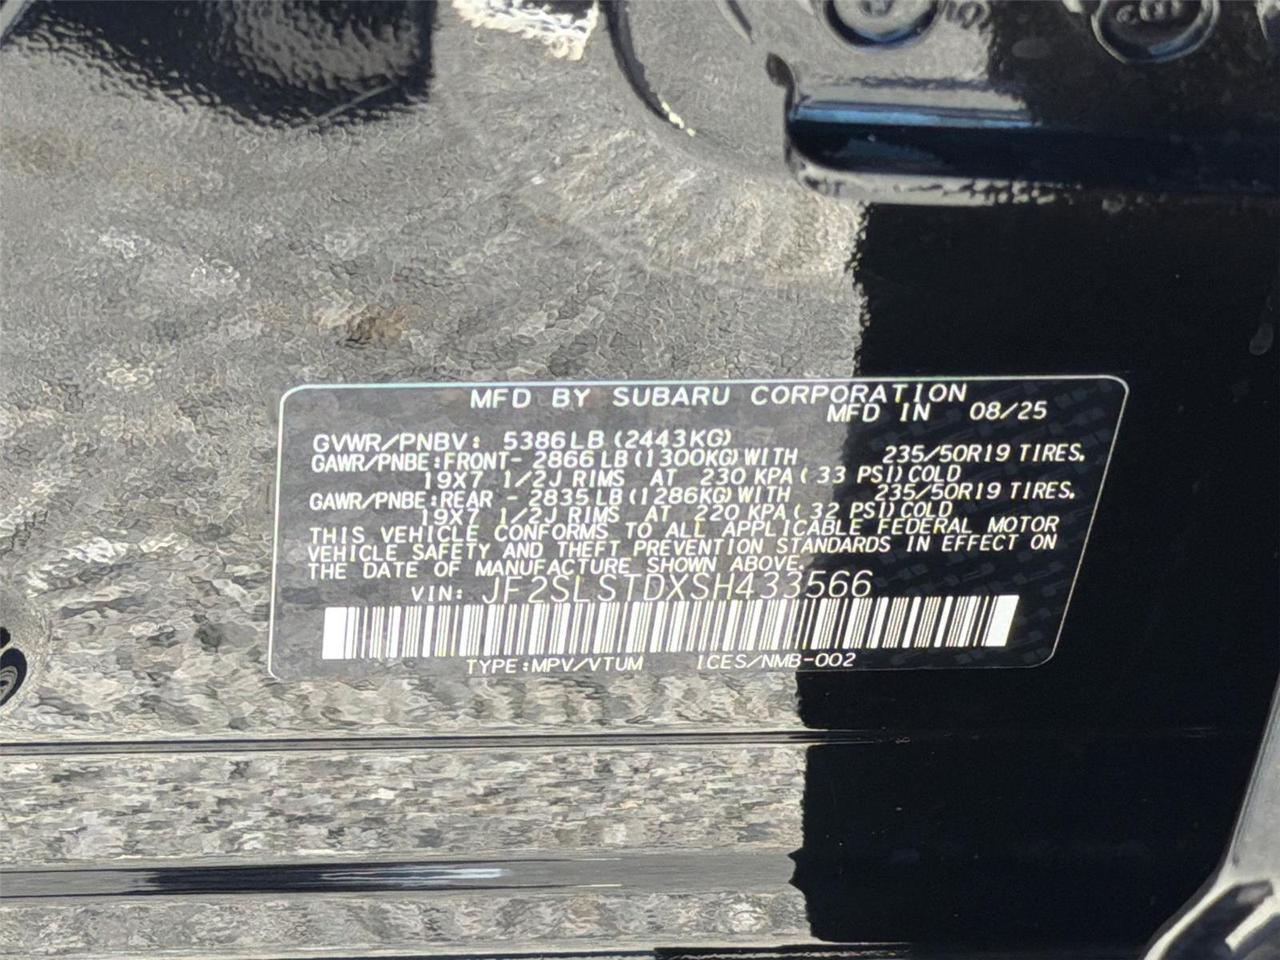 MFD BY SUBARU CORPORATION
MFD IN 08/25
GVWR/PNBV: 5386LB(2443KG)
GAWR/PNBE:FRONT-2866LB(1300KG)WITH 235/50R19 TIRES.
19X7 1/2J RIMS AT 230 KPA( 33 PSI)COLD
GAWR/PNBE:REAR -2835LB(1286KG)WITH 235/50R19 TIRES.
19X7 1/2J RIMS AT 220 KPA( 32 PSI)COLD
THIS VEHICLE CONFORMS TO ALL APPLICABLE FEDERAL MOTOR
VEHICLE SAFETY AND THEFT PREVENTION STANDARDS IN EFFECT ON
THE DATE OF MANUFACTURE SHOWN ABOVE.
VIN: JF2SLSTDXSH433566
TYPE:MPV/VTUM ICES/NMB-002